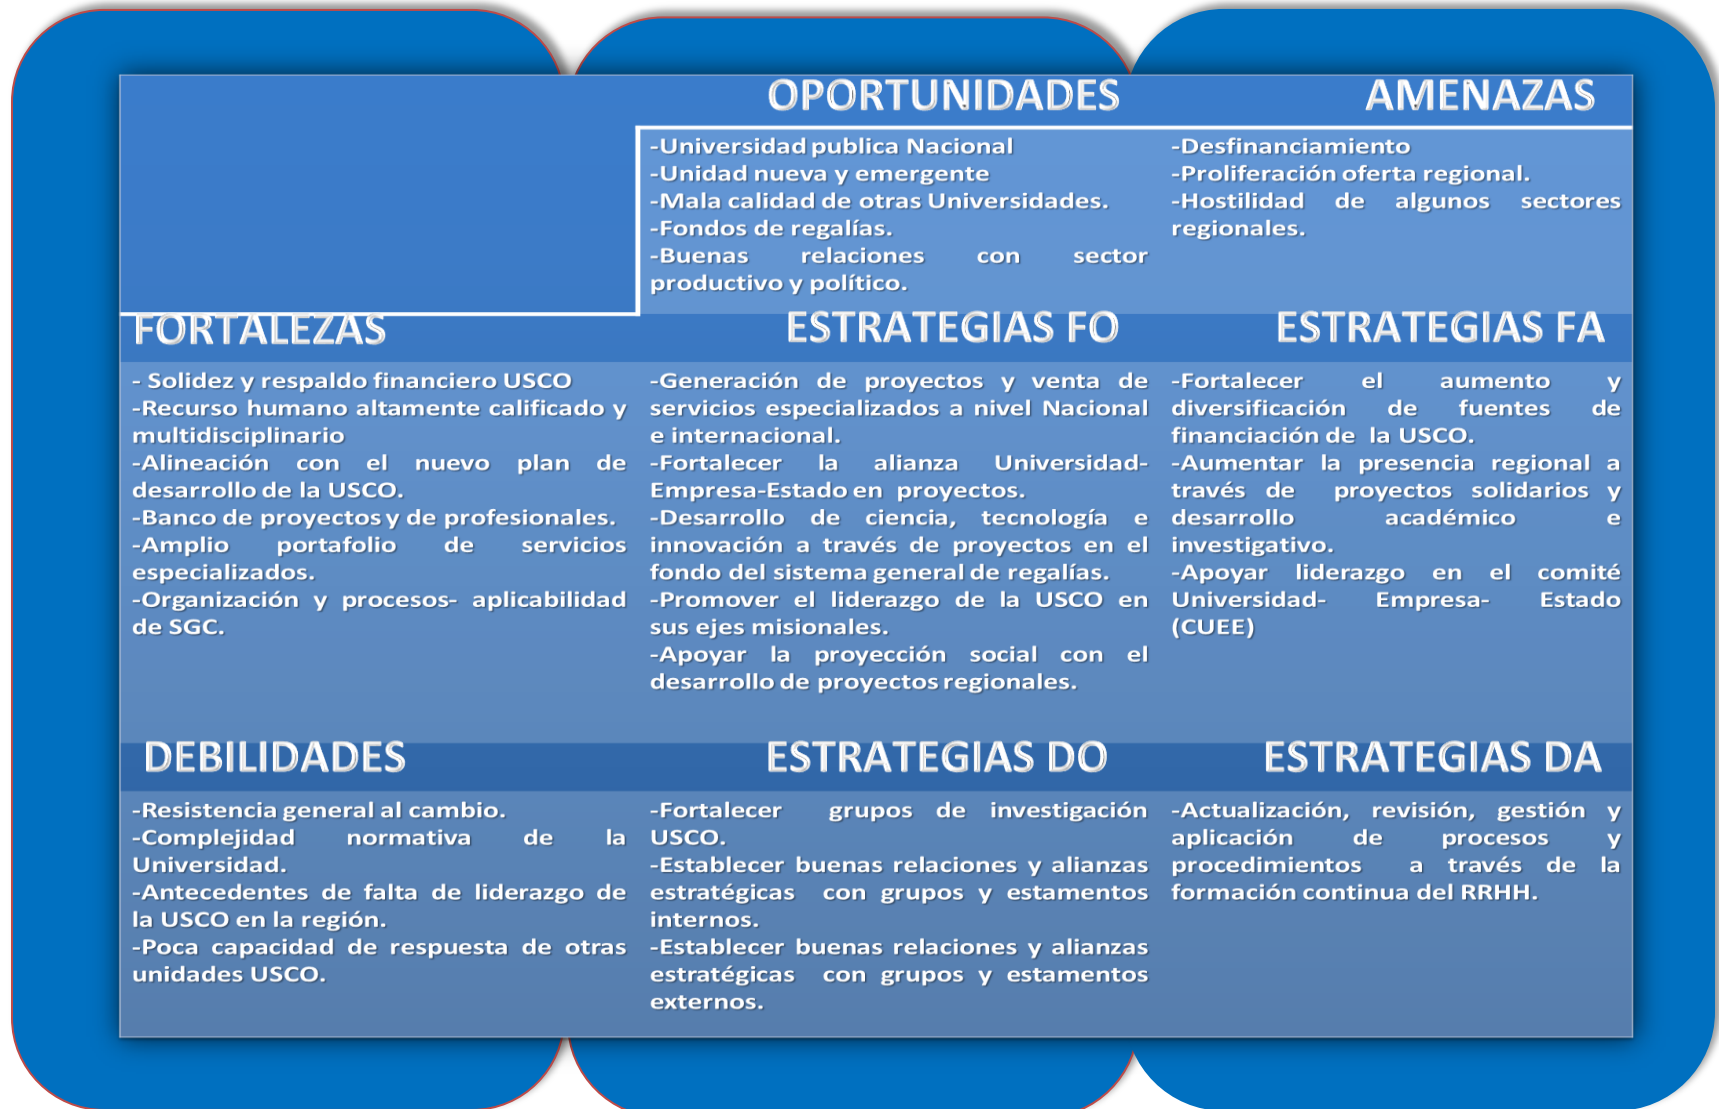 OPORTUNIDADES
-Universidad publica Nacional
-Unidad nueva y emergente
-Mala calidad de otras Universidades.
-Fondos de regalías.
-Buenas relaciones con sector
productivo y político.
AMENAZAS
-Desfinanciamiento
-Proliferación oferta regional.
-Hostilidad de algunos sectores
regionales.
FORTALEZAS
- Solidez y respaldo financiero USCO
-Recurso humano altamente calificado y
multidisciplinario
-Alineación con el nuevo plan de
desarrollo de la USCO.
-Banco de proyectos y de profesionales.
-Amplio portafolio de servicios
especializados.
-Organización y procesos- aplicabilidad
de SGC.
ESTRATEGIAS FO
-Generación de proyectos y venta de
servicios especializados a nivel Nacional
e internacional.
-Fortalecer la alianza Universidad-
Empresa-Estado en proyectos.
-Desarrollo de ciencia, tecnología e
innovación a través de proyectos en el
fondo del sistema general de regalías.
-Promover el liderazgo de la USCO en
sus ejes misionales.
-Apoyar la proyección social con el
desarrollo de proyectos regionales.
ESTRATEGIAS FA
-Fortalecer el aumento y
diversificación de fuentes de
financiación de la USCO.
-Aumentar la presencia regional a
través de proyectos solidarios y
desarrollo académico e
investigativo.
-Apoyar liderazgo en el comité
Universidad- Empresa- Estado
(CUEE)
DEBILIDADES
-Resistencia general al cambio.
-Complejidad normativa de la
Universidad.
-Antecedentes de falta de liderazgo de
la USCO en la región.
-Poca capacidad de respuesta de otras
unidades USCO.
ESTRATEGIAS DO
-Fortalecer grupos de investigación
USCO.
-Establecer buenas relaciones y alianzas
estratégicas con grupos y estamentos
internos.
-Establecer buenas relaciones y alianzas
estratégicas con grupos y estamentos
externos.
ESTRATEGIAS DA
-Actualización, revisión, gestión y
aplicación de procesos y
procedimientos a través de la
formación continua del RRHH.